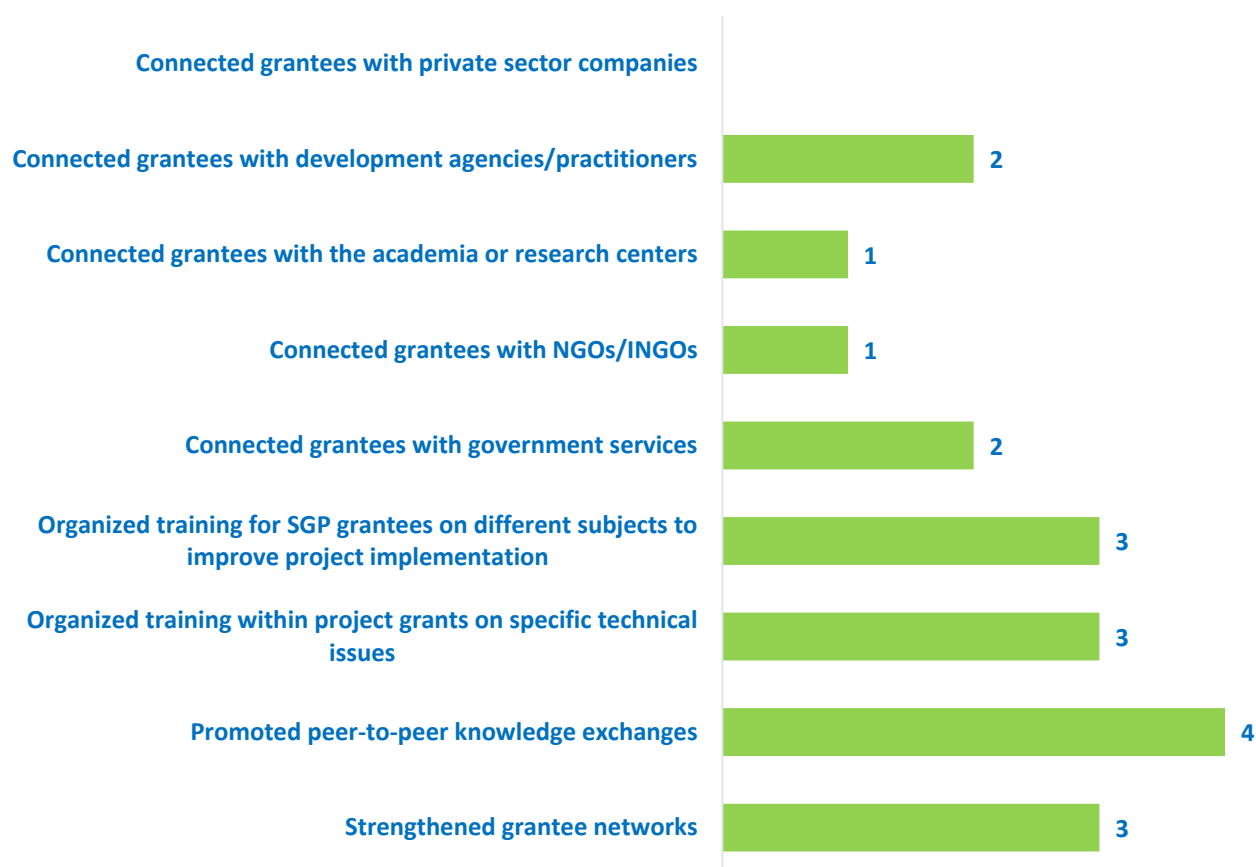 Connected grantees with private sector companies
Connected grantees with development agencies/practitioners
2
Connected grantees with the academia or research centers
1
Connected grantees with NGOs/INGOs
1
Connected grantees with government services
2
Organized training for SGP grantees on different subjects to
improve project implementation
3
Organized training within project grants on specific technical
issues
3
Promoted peer-to-peer knowledge exchanges
4
Strengthened grantee networks
3